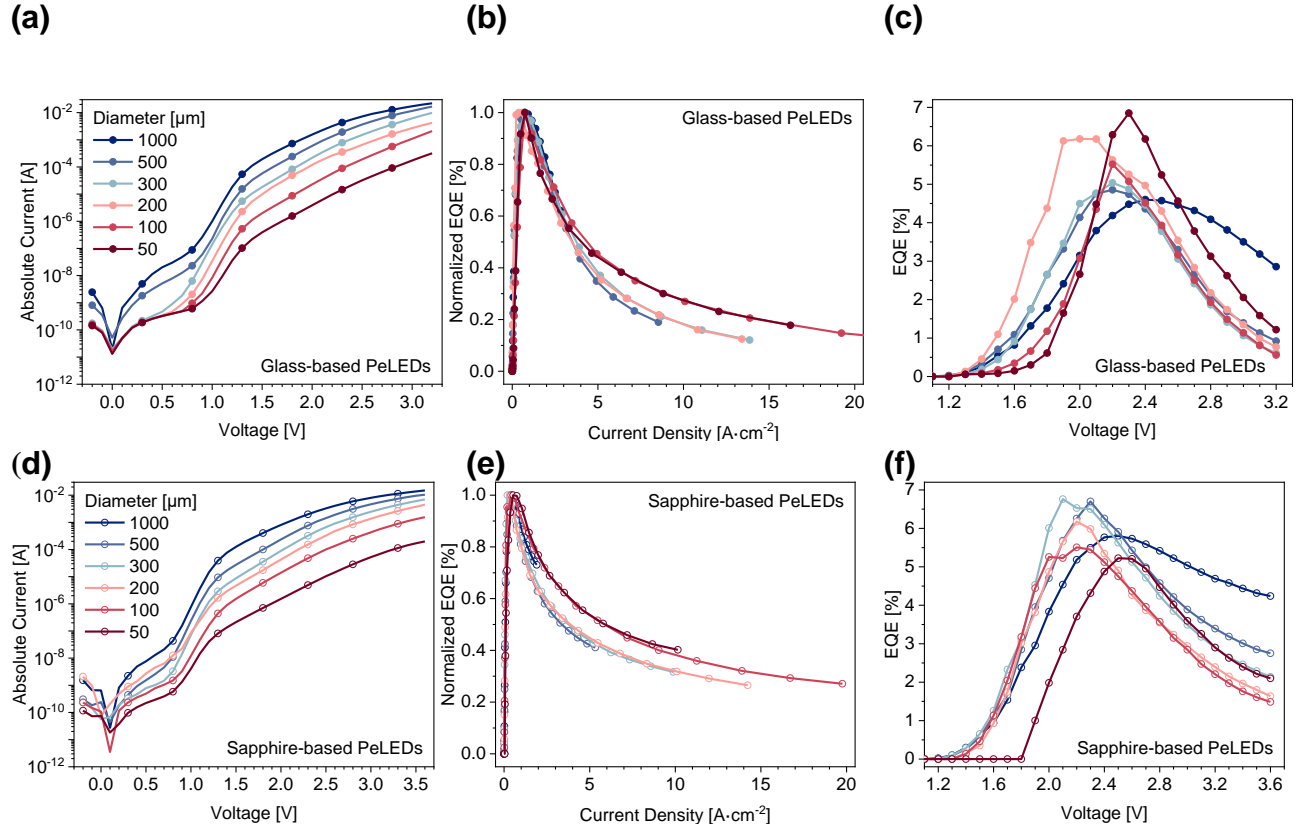 (a)
(b)
(c)
Absolute Current [A]
10⁻²
10⁻⁴
10⁻⁶
10⁻⁸
10⁻¹⁰
10⁻¹²
Diameter [µm]
1000
500
300
200
100
50
Glass-based PeLEDs
0.0 0.5 1.0 1.5 2.0 2.5 3.0
Voltage [V]
Normalized EQE [%]
1.0
0.8
0.6
0.4
0.2
0.0
Glass-based PeLEDs
0 5 10 15 20
Current Density [A·cm⁻²]
EQE [%]
7
6
5
4
3
2
1
0
Glass-based PeLEDs
1.2 1.6 2.0 2.4 2.8 3.2
Voltage [V]
(d)
(e)
(f)
Absolute Current [A]
10⁻²
10⁻⁴
10⁻⁶
10⁻⁸
10⁻¹⁰
10⁻¹²
Diameter [µm]
1000
500
300
200
100
50
Sapphire-based PeLEDs
0.0 0.5 1.0 1.5 2.0 2.5 3.0 3.5
Voltage [V]
Normalized EQE [%]
1.0
0.8
0.6
0.4
0.2
0.0
Sapphire-based PeLEDs
0 5 10 15 20
Current Density [A·cm⁻²]
EQE [%]
7
6
5
4
3
2
1
0
Sapphire-based PeLEDs
1.2 1.6 2.0 2.4 2.8 3.2 3.6
Voltage [V]